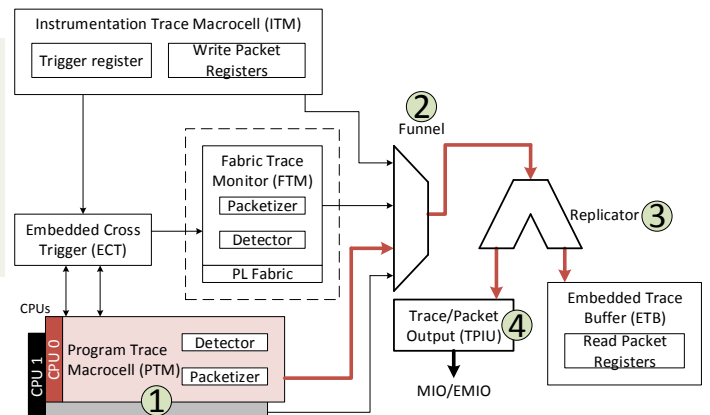 Instrumentation Trace Macrocell (ITM)
Trigger register
Write Packet
Registers
2
Funnel
Fabric Trace
Monitor (FTM)
Packetizer
Detector
PL Fabric
Embedded Cross
Trigger (ECT)
Replicator
3
CPUs
CPU 1
CPU 0
Program Trace
Macrocell (PTM)
Detector
Packetizer
1
Trace/Packet
Output (TPIU)
4
MIO/EMIO
Embedded Trace
Buffer (ETB)
Read Packet
Registers